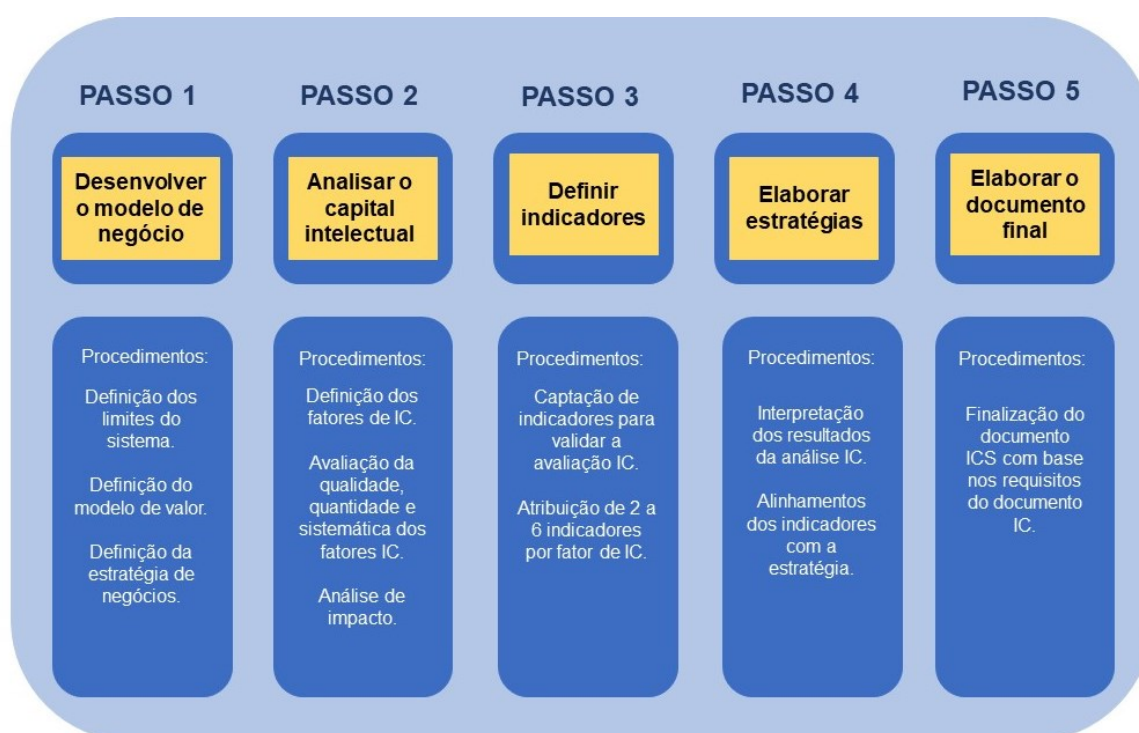 PASSO 1
Desenvolver
o modelo de
negócio
Procedimentos:
Definição dos
limites do
sistema.
Definição do
modelo de valor.
Definição da
estratégia de
negócios.
PASSO 2
Analisar o
capital
intelectual
Procedimentos:
Definição dos
fatores de IC.
Avaliação da
qualidade,
quantidade e
sistemática dos
fatores IC.
Análise de
impacto.
PASSO 3
Definir
indicadores
Procedimentos:
Captação de
indicadores para
validar a
avaliação IC.
Atribuição de 2 a
6 indicadores
por fator de IC.
PASSO 4
Elaborar
estratégias
Procedimentos:
Interpretação
dos resultados
da análise IC.
Alinhamentos
dos indicadores
com a
estratégia.
PASSO 5
Elaborar o
documento
final
Procedimentos:
Finalização do
documento
ICS com base
nos requisitos
do documento
IC.